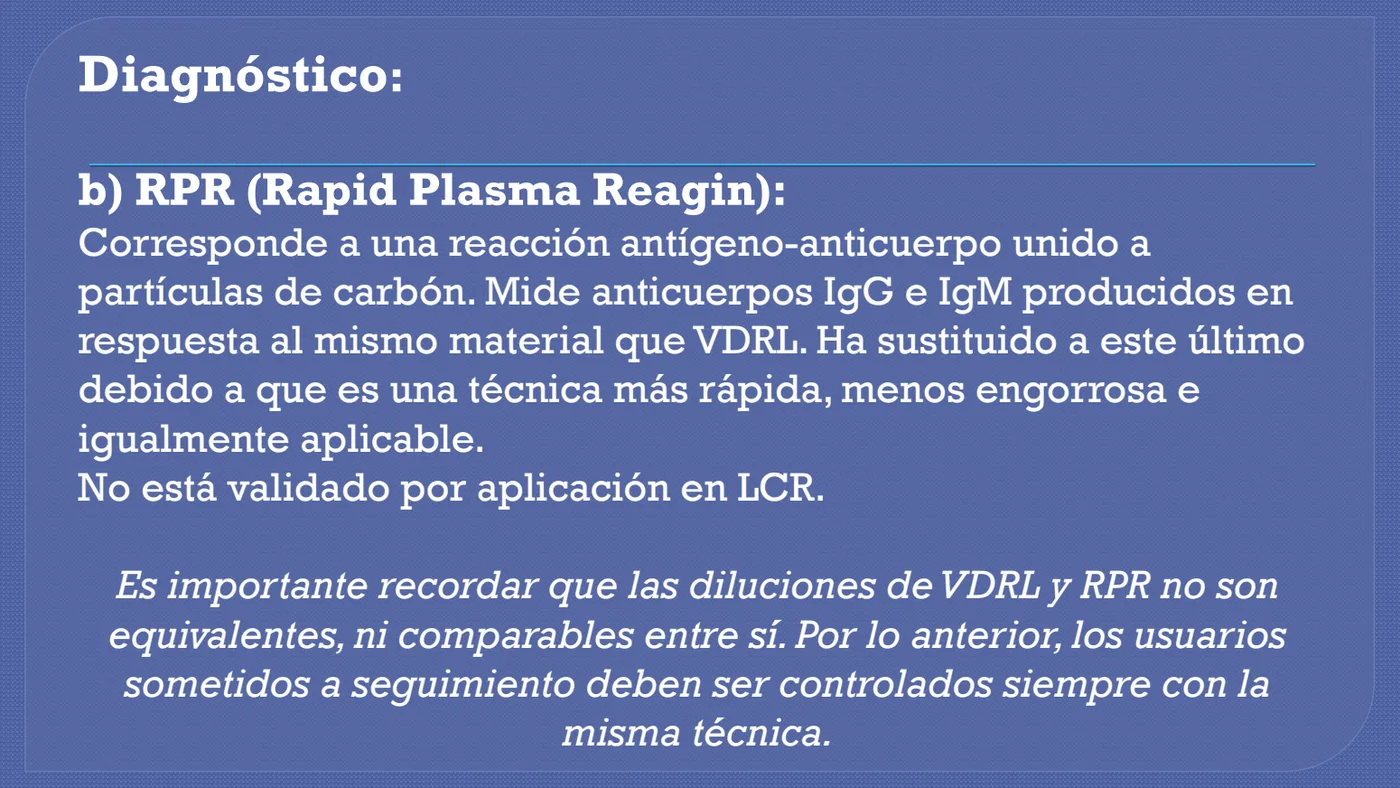 Diagnóstico:
b) RPR (Rapid Plasma Reagin):
Corresponde a una reacción antígeno-anticuerpo unido a
partículas de carbón. Mide anticuerpos IgG e IgM producidos en
respuesta al mismo material que VDRL. Ha sustituido a este último
debido a que es una técnica más rápida, menos engorrosa e
igualmente aplicable.
No está validado por aplicación en LCR.
Es importante recordar que las diluciones de VDRL y RPR no son
equivalentes, ni comparables entre sí. Por lo anterior, los usuarios
sometidos a seguimiento deben ser controlados siempre con la
misma técnica.